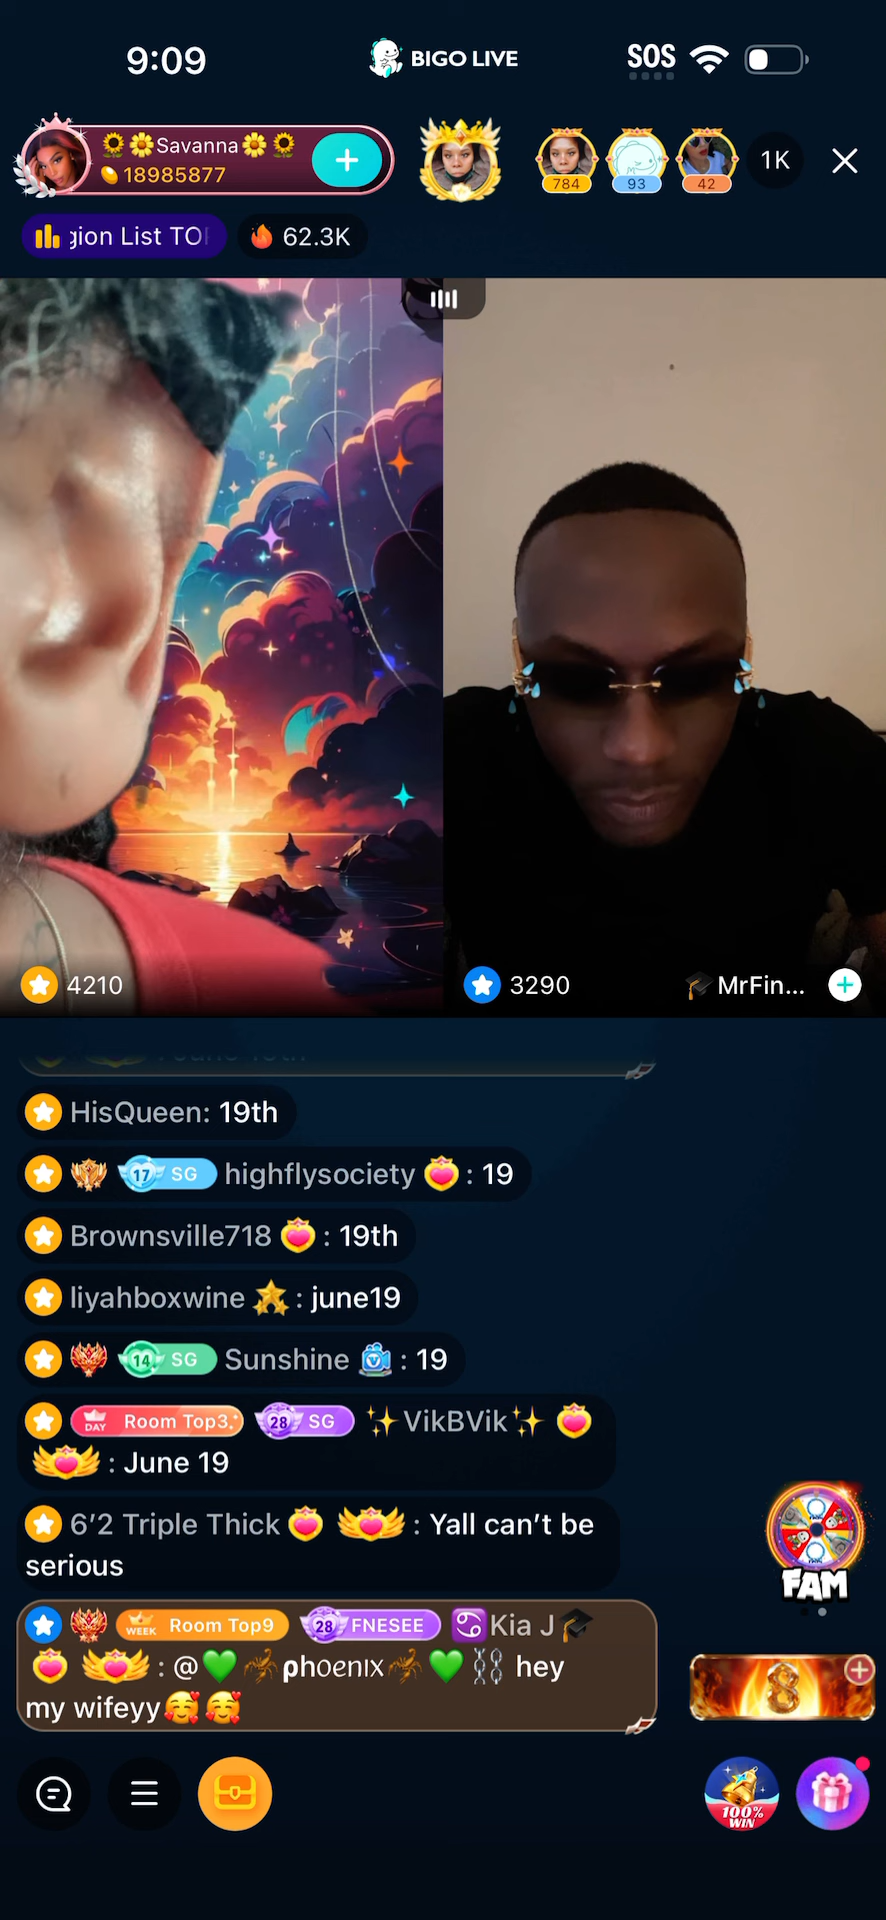 9:09
BIGO LIVE
SOS
🌻🌼Savanna🌼🌻
18985877
784
93
42
1K
gion List TO
62.3K
4210
3290
🎓MrFin...
HisQueen: 19th
17 SG highflysociety : 19
Brownsville718 : 19th
liyahboxwine : june19
14 SG Sunshine : 19
DAY Room Top3 28 SG ✨VikBVik✨
: June 19
6’2 Triple Thick : Yall can’t be
serious
WEEK Room Top9 28 FNESEE ♋Kia J🎓
: @💚🦂 phoenix🦂💚⛓ hey
my wifeyy🥰🥰
FAM
8
100%
WIN